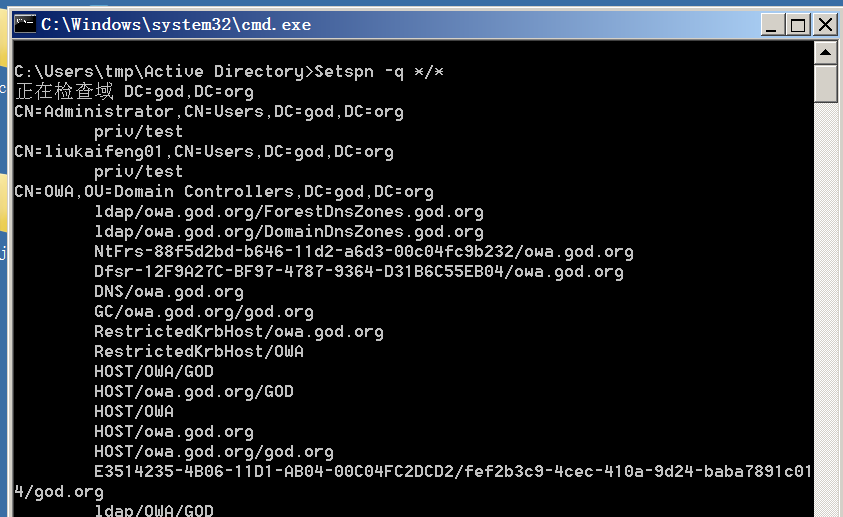 C:\Windows\system32\cmd.exe
C:\Users\tmp\Active Directory>Setspn -q */*
正在检查域 DC=god,DC=org
CN=Administrator,CN=Users,DC=god,DC=org
priv/test
CN=liukaifeng01,CN=Users,DC=god,DC=org
priv/test
CN=OWA,OU=Domain Controllers,DC=god,DC=org
ldap/owa.god.org/ForestDnsZones.god.org
ldap/owa.god.org/DomainDnsZones.god.org
NtFrs-88f5d2bd-b646-11d2-a6d3-00c04fc9b232/owa.god.org
Dfsr-12F9A27C-BF97-4787-9364-D31B6C55EB04/owa.god.org
DNS/owa.god.org
GC/owa.god.org/god.org
RestrictedKrbHost/owa.god.org
RestrictedKrbHost/OWA
HOST/OWA/GOD
HOST/owa.god.org/GOD
HOST/OWA
HOST/owa.god.org
HOST/owa.god.org/god.org
E3514235-4B06-11D1-AB04-00C04FC2DCD2/fef2b3c9-4cec-410a-9d24-baba7891c01
4/god.org
ldap/OWA/GOD